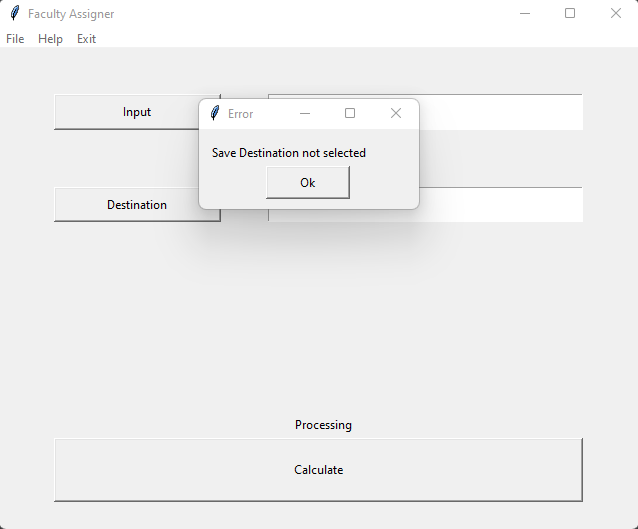 Faculty Assigner
File Help Exit
Input
Error
Save Destination not selected
Ok
Destination
Processing
Calculate